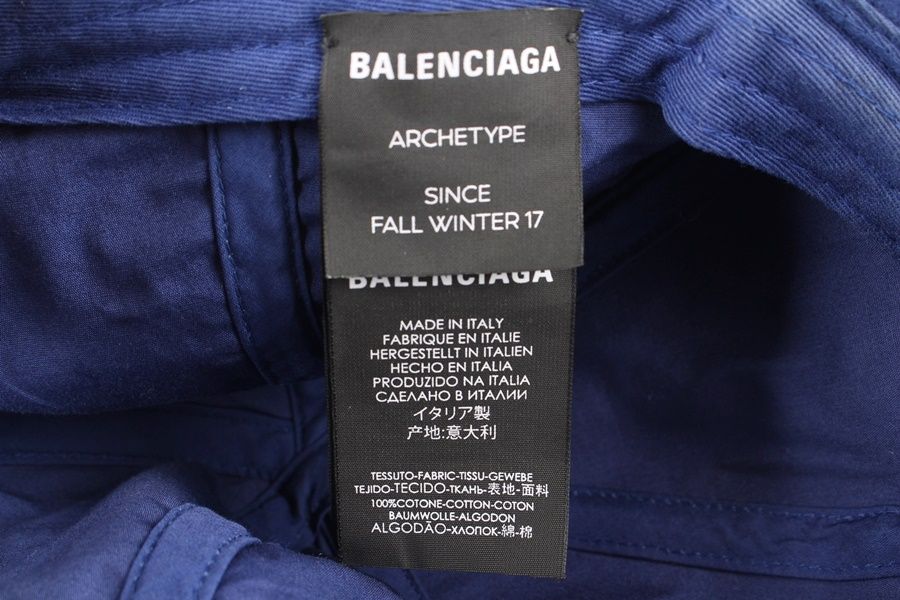 BALENCIAGA
ARCHETYPE
SINCE
FALL WINTER 17
BALENCIAGA
MADE IN ITALY
FABRIQUE EN ITALIE
HERGESTELLT IN ITALIEN
HECHO EN ITALIA
PRODUZIDO NA ITALIA
СДЕЛАНО В ИТАЛИИ
イタリア製
产地:意大利
TESSUTO-FABRIC-TISSU-GEWEBE
TEJIDO-TECIDO-ТКАНЬ-表地-面料
100%COTONE-COTTON-COTON
BAUMWOLLE-ALGODON
ALGODÃO-ХЛОПОК-綿-棉